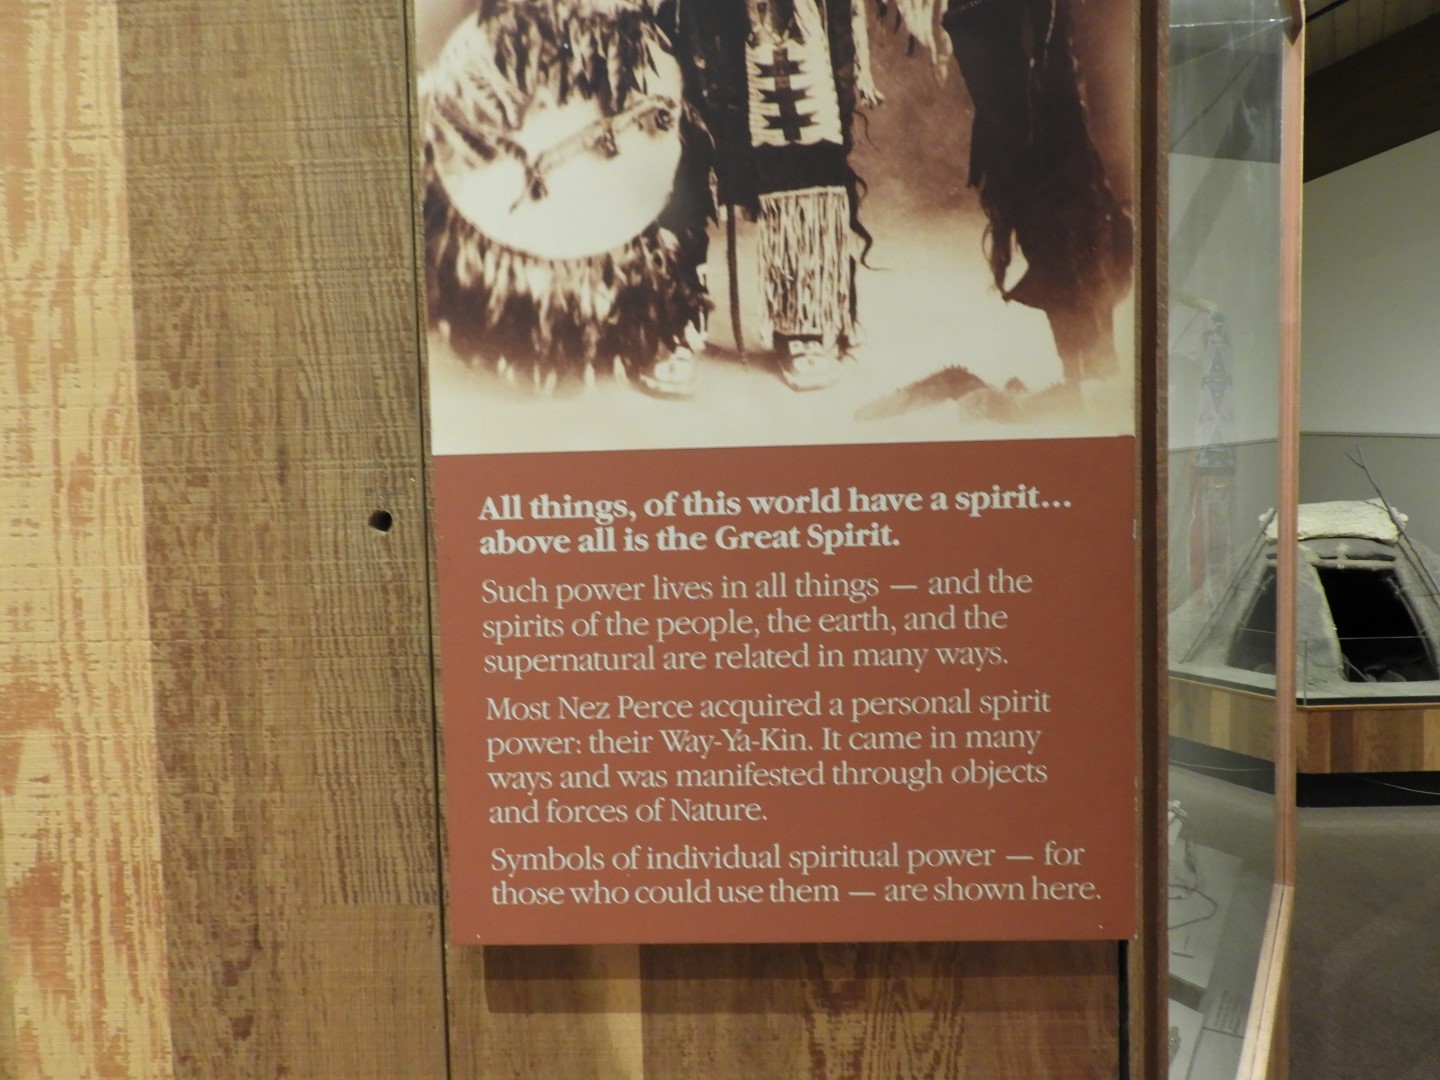 All things, of this world have a spirit...
above all is the Great Spirit.
Such power lives in all things — and the
spirits of the people, the earth, and the
supernatural are related in many ways.
Most Nez Perce acquired a personal spirit
power: their Way-Ya-Kin. It came in many
ways and was manifested through objects
and forces of Nature.
Symbols of individual spiritual power — for
those who could use them — are shown here.